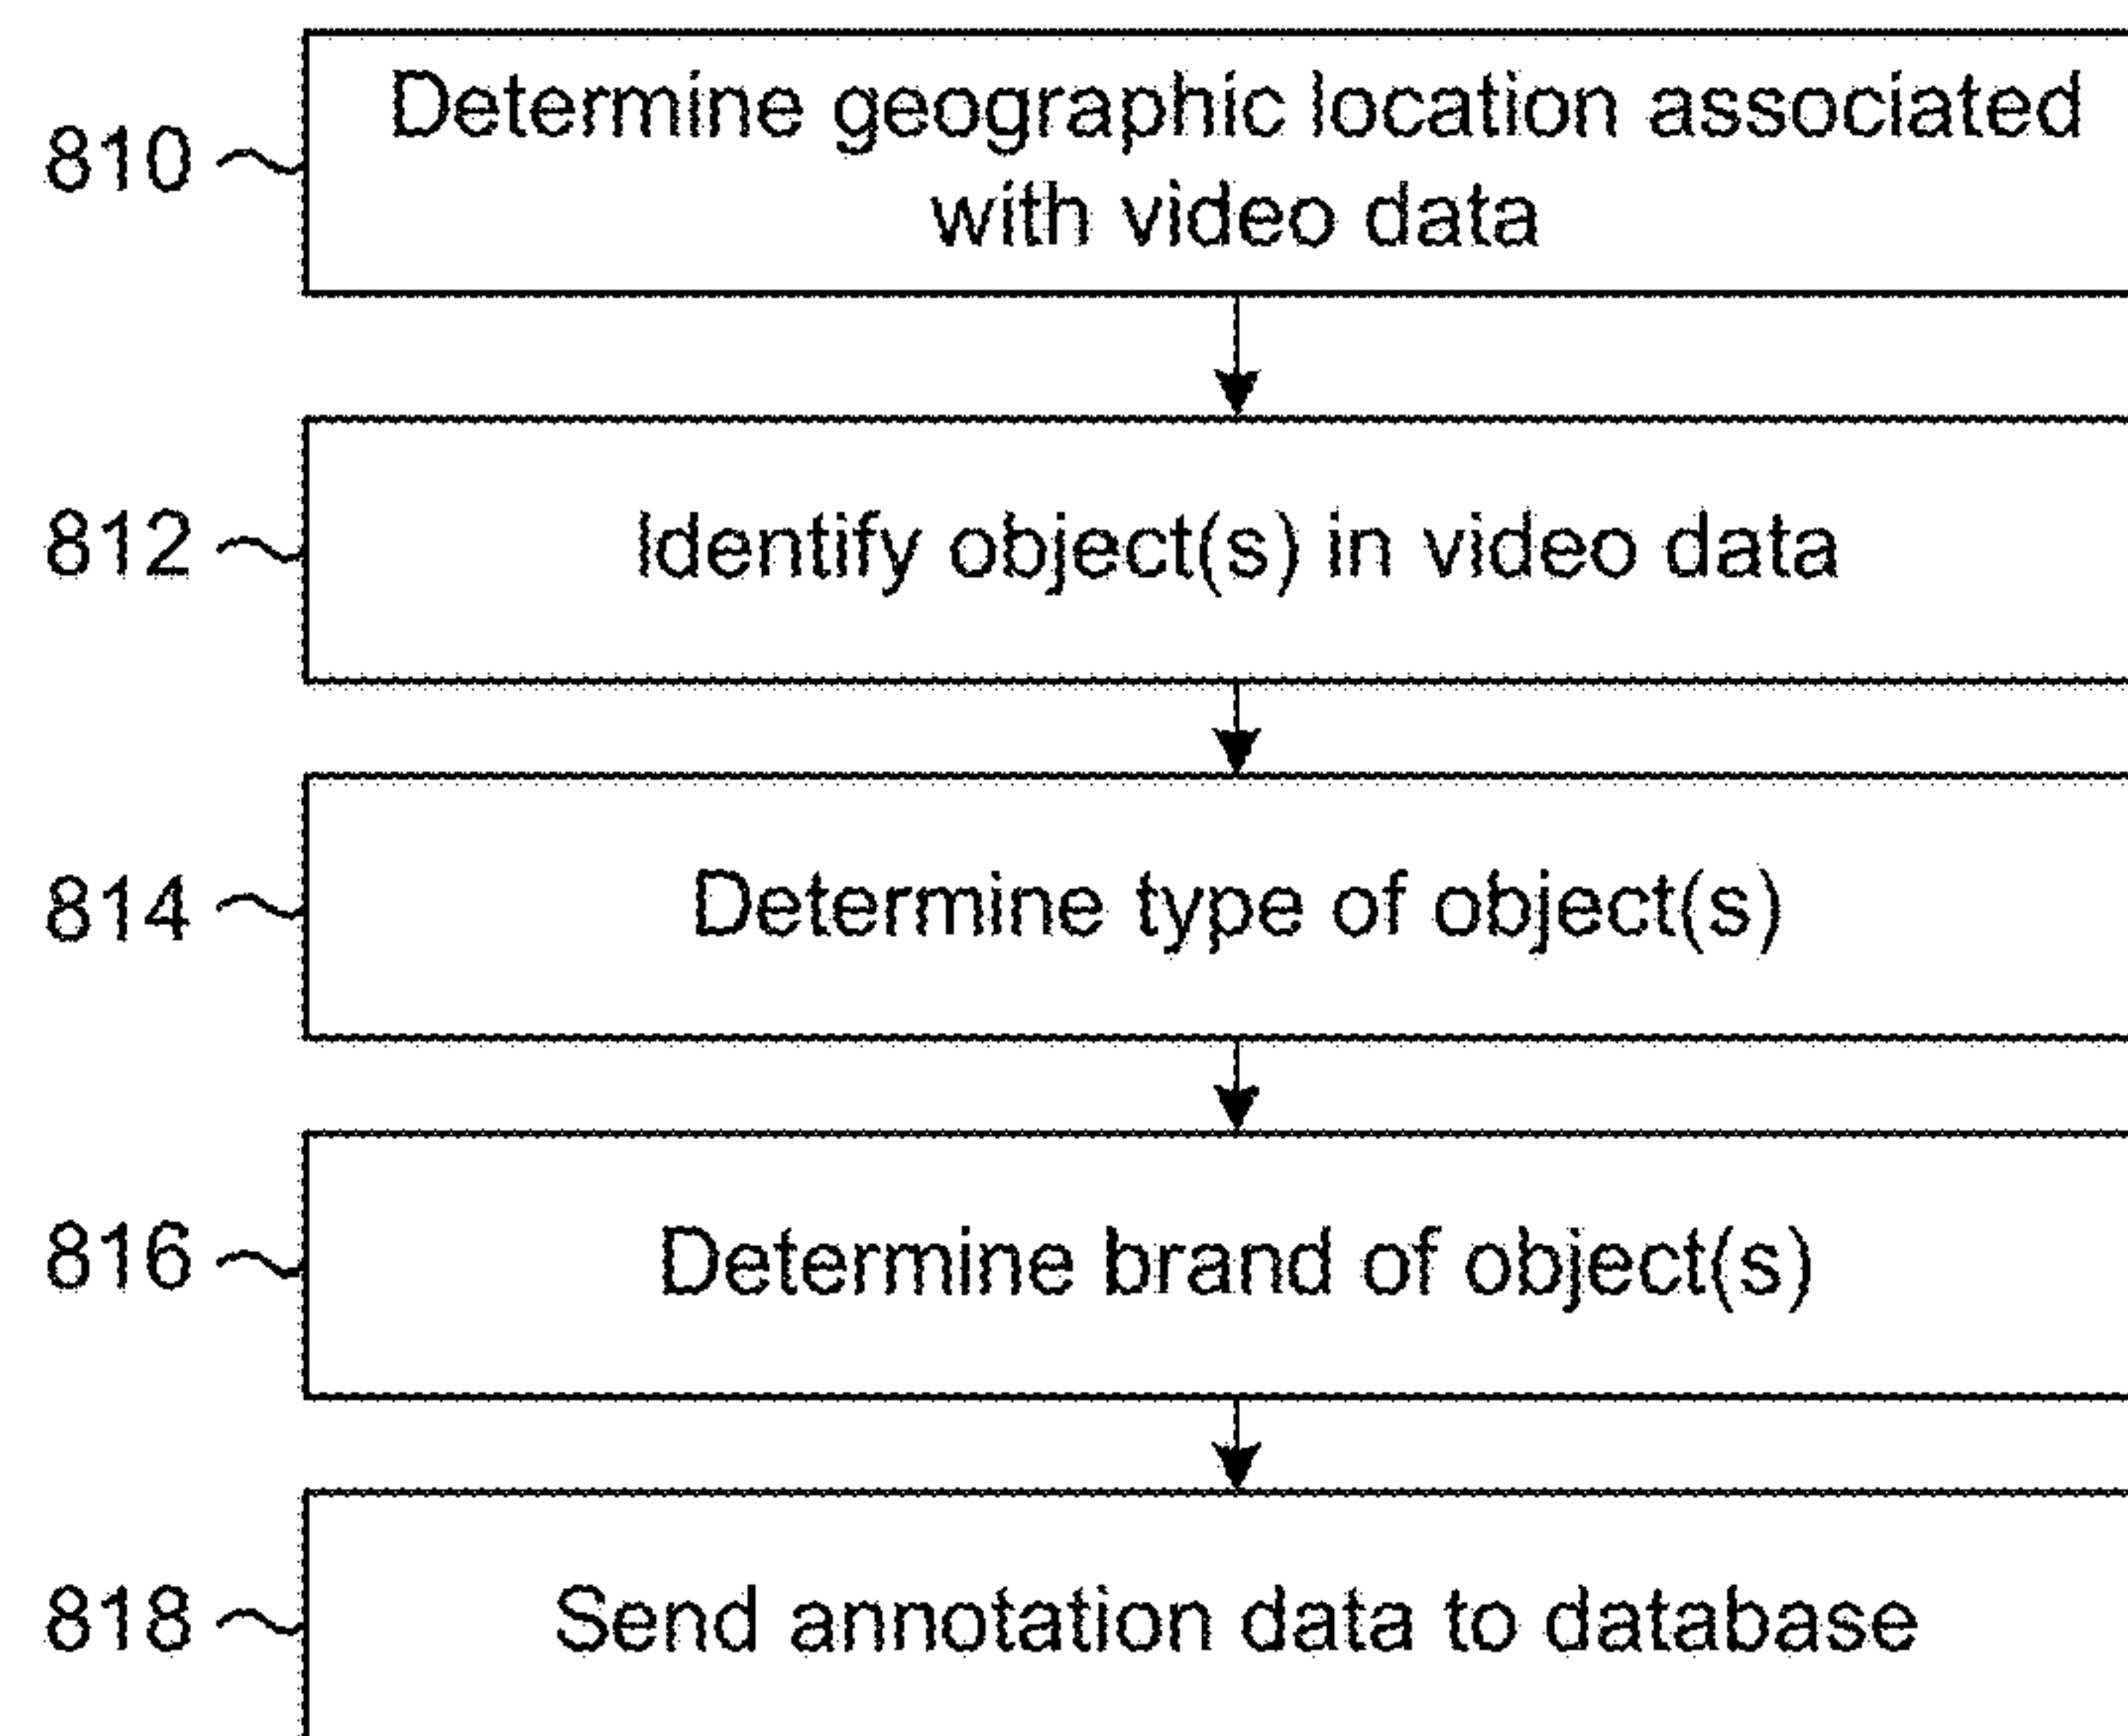 810
Determine geographic location associated
with video data
812
Identify object(s) in video data
814
Determine type of object(s)
816
Determine brand of object(s)
818
Send annotation data to database